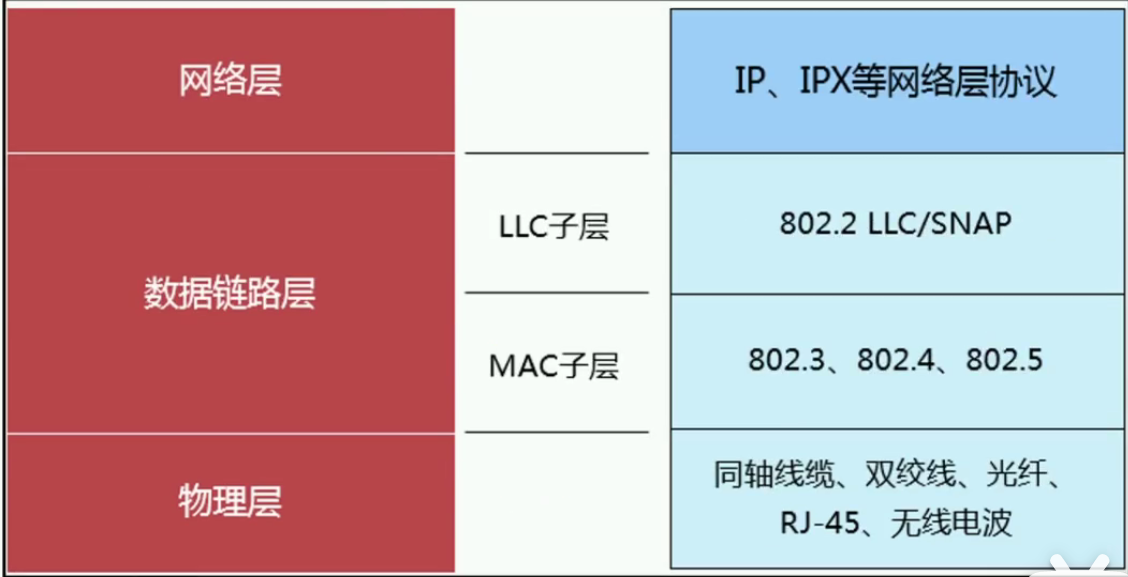 网络层
IP、IPX等网络层协议
数据链路层
LLC子层
802.2 LLC/SNAP
MAC子层
802.3、802.4、802.5
物理层
同轴线缆、双绞线、光纤、
RJ-45、无线电波